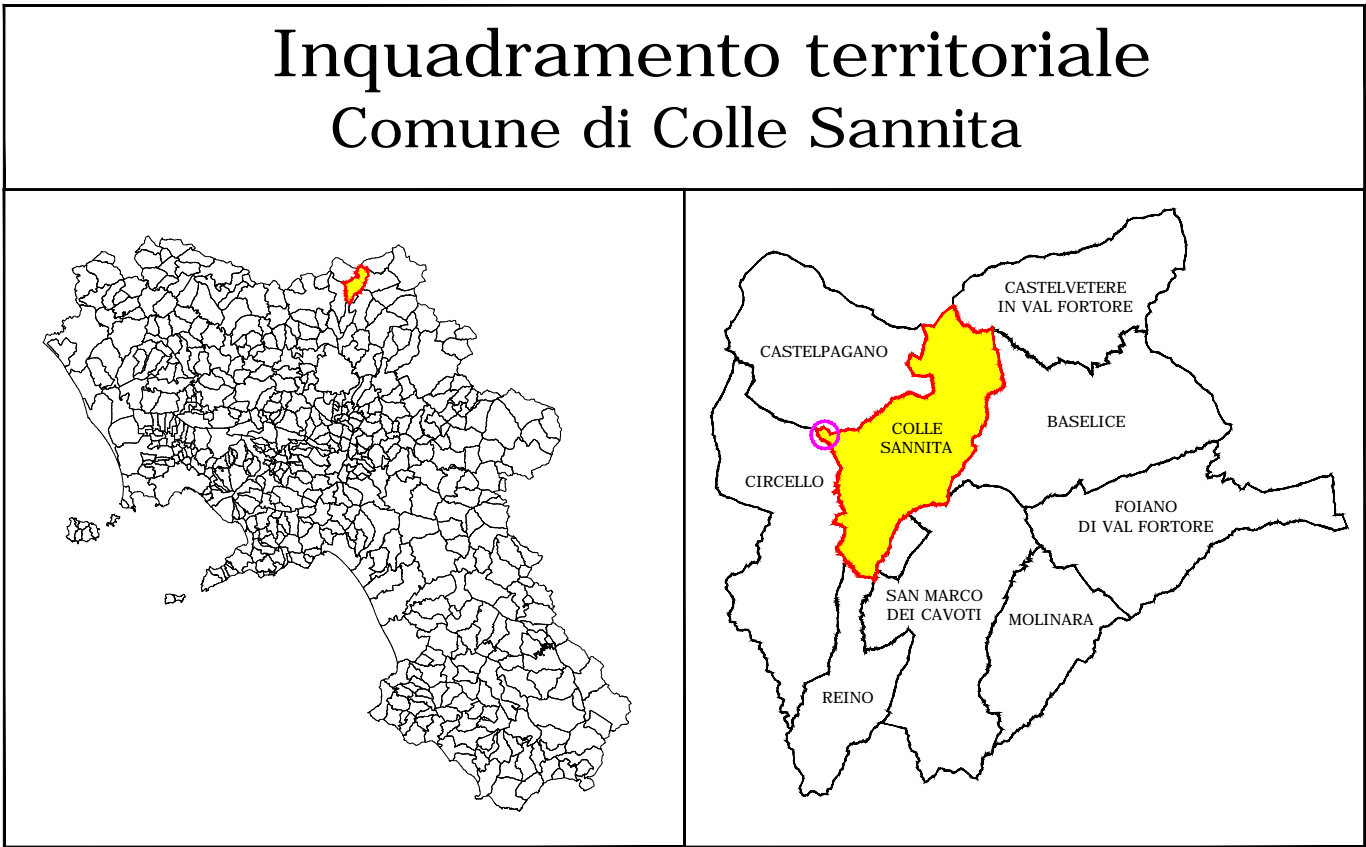 Inquadramento territoriale
Comune di Colle Sannita
CASTELVETERE
IN VAL FORTORE
CASTELPAGANO
BASELICE
COLLE
SANNITA
CIRCELLO
FOIANO
DI VAL FORTORE
SAN MARCO
DEI CAVOTI
MOLINARA
REINO